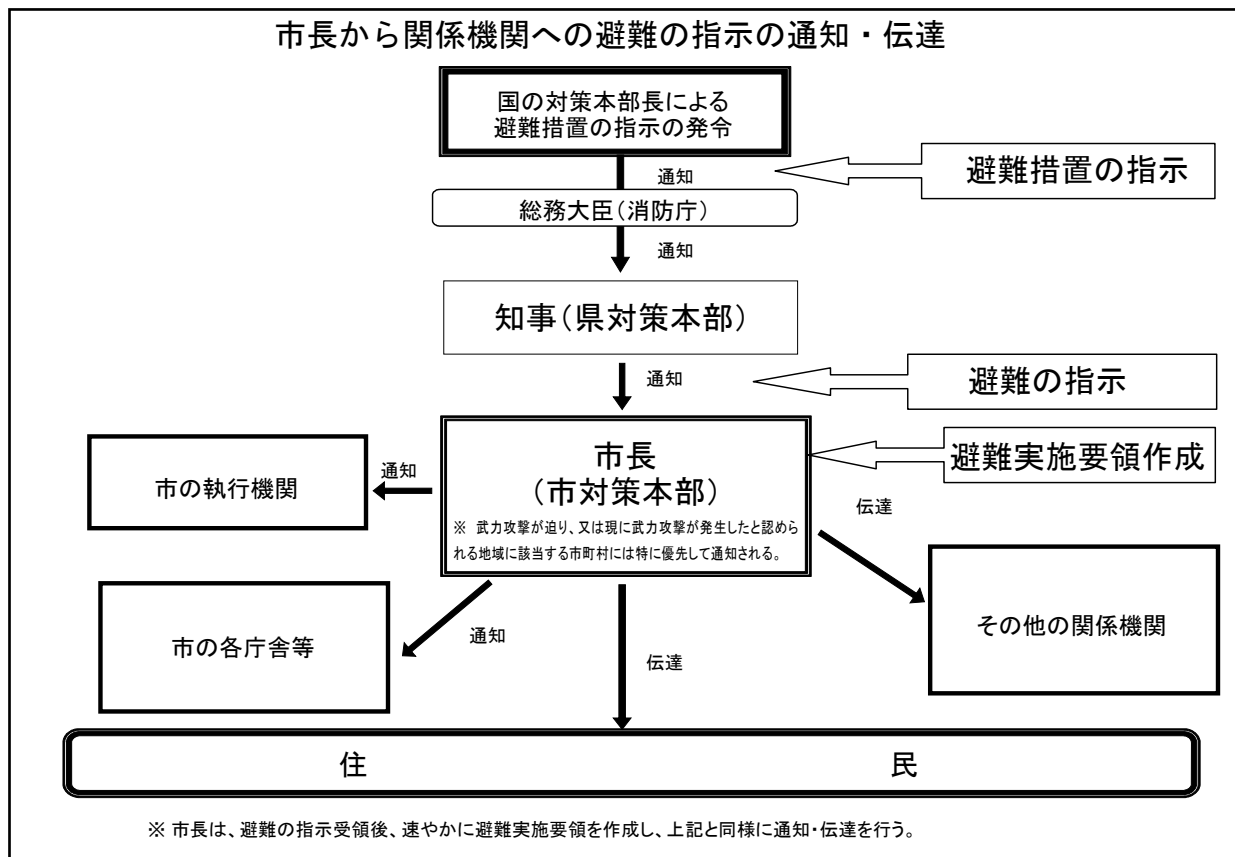 市長から関係機関への避難の指示の通知・伝達
国の対策本部長による
避難措置の指示の発令
避難措置の指示
通知
総務大臣(消防庁)
通知
知事(県対策本部)
通知
避難の指示
市長
(市対策本部)
※ 武力攻撃が迫り、又は現に武力攻撃が発生したと認めら
れる地域に該当する市町村には特に優先して通知される。
避難実施要領作成
通知
市の執行機関
伝達
通知
市の各庁舎等
伝達
その他の関係機関
住 民
※ 市長は、避難の指示受領後、速やかに避難実施要領を作成し、上記と同様に通知・伝達を行う。